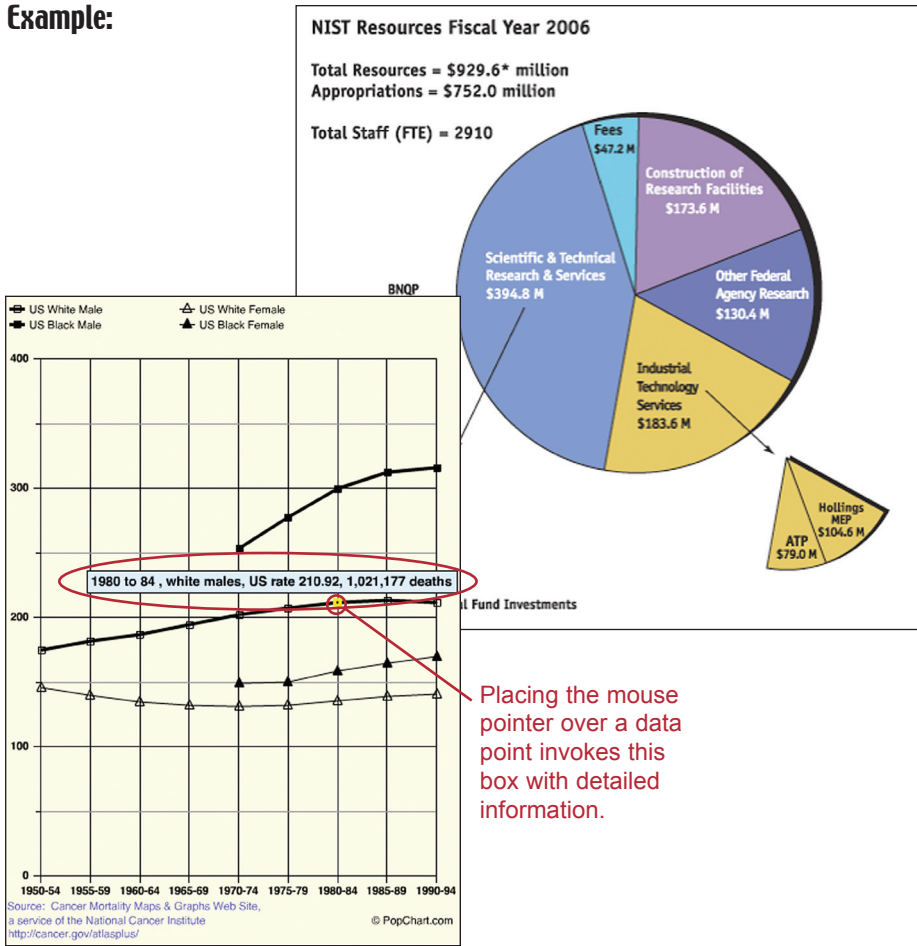 Example:
NIST Resources Fiscal Year 2006
Total Resources = $929.6* million
Appropriations = $752.0 million
Total Staff (FTE) = 2910
Fees
$47.2 M
Construction of
Research Facilities
$173.6 M
Scientific & Technical
Research & Services
$394.8 M
Other Federal
Agency Research
$130.4 M
BNQP
Industrial
Technology
Services
$183.6 M
Hollings
MEP
$104.6 M
ATP
$79.0 M
Fund Investments
US White Male
US Black Male
US White Female
US Black Female
400
300
1980 to 84 , white males, US rate 210.92, 1,021,177 deaths
200
100
0
1950-54 1955-59 1960-64 1965-69 1970-74 1975-79 1980-84 1985-89 1990-94
Source: Cancer Mortality Maps & Graphs Web Site,
a service of the National Cancer Institute
http://cancer.gov/atlasplus/
© PopChart.com
Placing the mouse
pointer over a data
point invokes this
box with detailed
information.